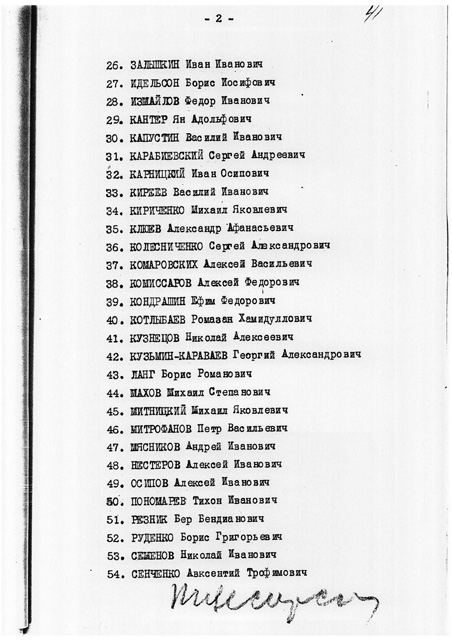 - 2 -
41
26. ЗАЛЫШКИН Иван Иванович
27. ИДЕЛЬСОН Борис Иосифович
28. ИЗМАЙЛОВ Федор Иванович
29. КАНТЕР Ян Адольфович
30. КАПУСТИН Василий Иванович
31. КАРАБИЕВСКИЙ Сергей Андреевич
32. КАРНИЦКИЙ Иван Осипович
33. КИРЕЕВ Василий Иванович
34. КИРИЧЕНКО Михаил Яковлевич
35. КЛЮЕВ Александр Афанасьевич
36. КОЛЕСНИЧЕНКО Сергей Александрович
37. КОМАРОВСКИХ Алексей Васильевич
38. КОМИССАРОВ Алексей Федорович
39. КОНДРАШИН Ефим Федорович
40. КОТЛЫБАЕВ Ромазан Хамидуллович
41. КУЗНЕЦОВ Николай Алексеевич
42. КУЗЬМИН-КАРАВАЕВ Георгий Александрович
43. ЛАНГ Борис Романович
44. МАХОВ Михаил Степанович
45. МИТНИЦКИЙ Михаил Яковлевич
46. МИТРОФАНОВ Петр Васильевич
47. МЯСНИКОВ Андрей Иванович
48. НЕСТЕРОВ Алексей Иванович
49. ОСИПОВ Алексей Иванович
50. ПОНОМАРЕВ Тихон Иванович
51. РЕЗНИК Бер Бендианович
52. РУДЕНКО Борис Григорьевич
53. СЕМЕНОВ Николай Иванович
54. СЕНЧЕНКО Авксентий Трофимович